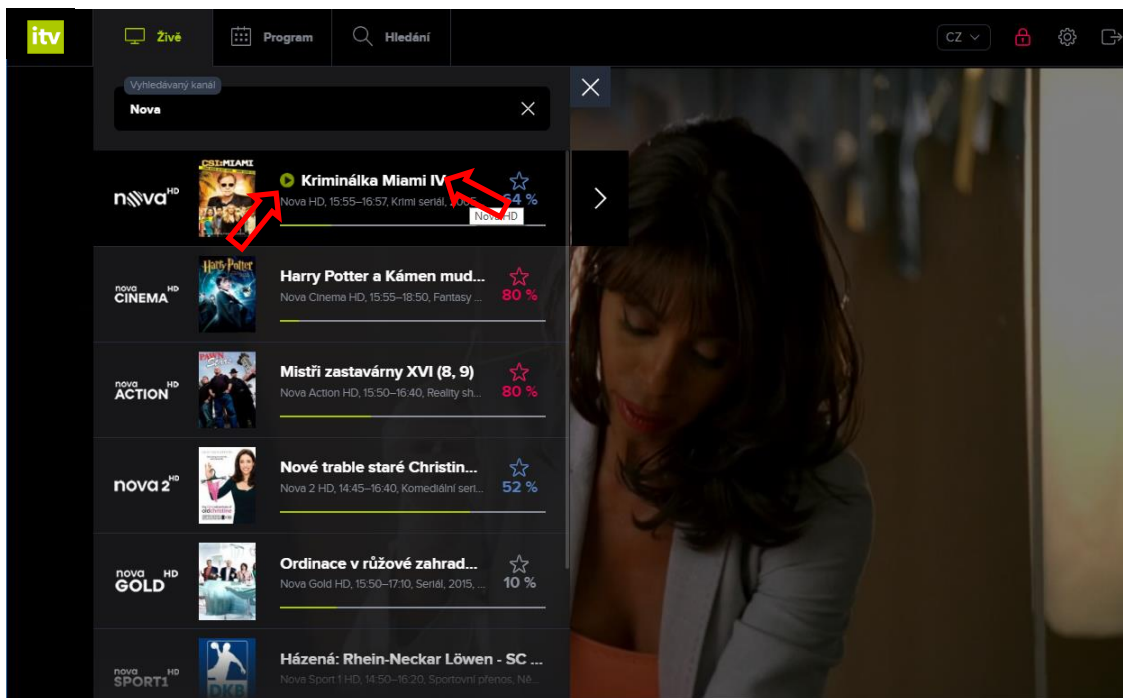 itv
Živě
Program
Hledání
CZ
Vyhledávaný kanál
Nova
nova HD
CSI:MIAMI
Kriminálka Miami IV
Nova HD, 15:55–16:57, Krimi seriál,
64 %
Nova HD
nova CINEMA HD
Harry Potter
Harry Potter a Kámen mud...
Nova Cinema HD, 15:55–18:50, Fantasy ...
80 %
nova ACTION HD
PAWN
Mistři zastavárny XVI (8, 9)
Nova Action HD, 15:50–16:40, Reality sh...
80 %
nova 2 HD
Nové trable staré Christin...
Nova 2 HD, 14:45–16:40, Komediální seri...
52 %
nova GOLD HD
Ordinace v růžové zahrad...
Nova Gold HD, 15:50–17:10, Seriál, 2015, ...
10 %
nova SPORT1 HD
DKB
Házená: Rhein-Neckar Löwen - SC ...
Nova Sport 1 HD, 14:50–16:20, Sportovní přenos, Ně...